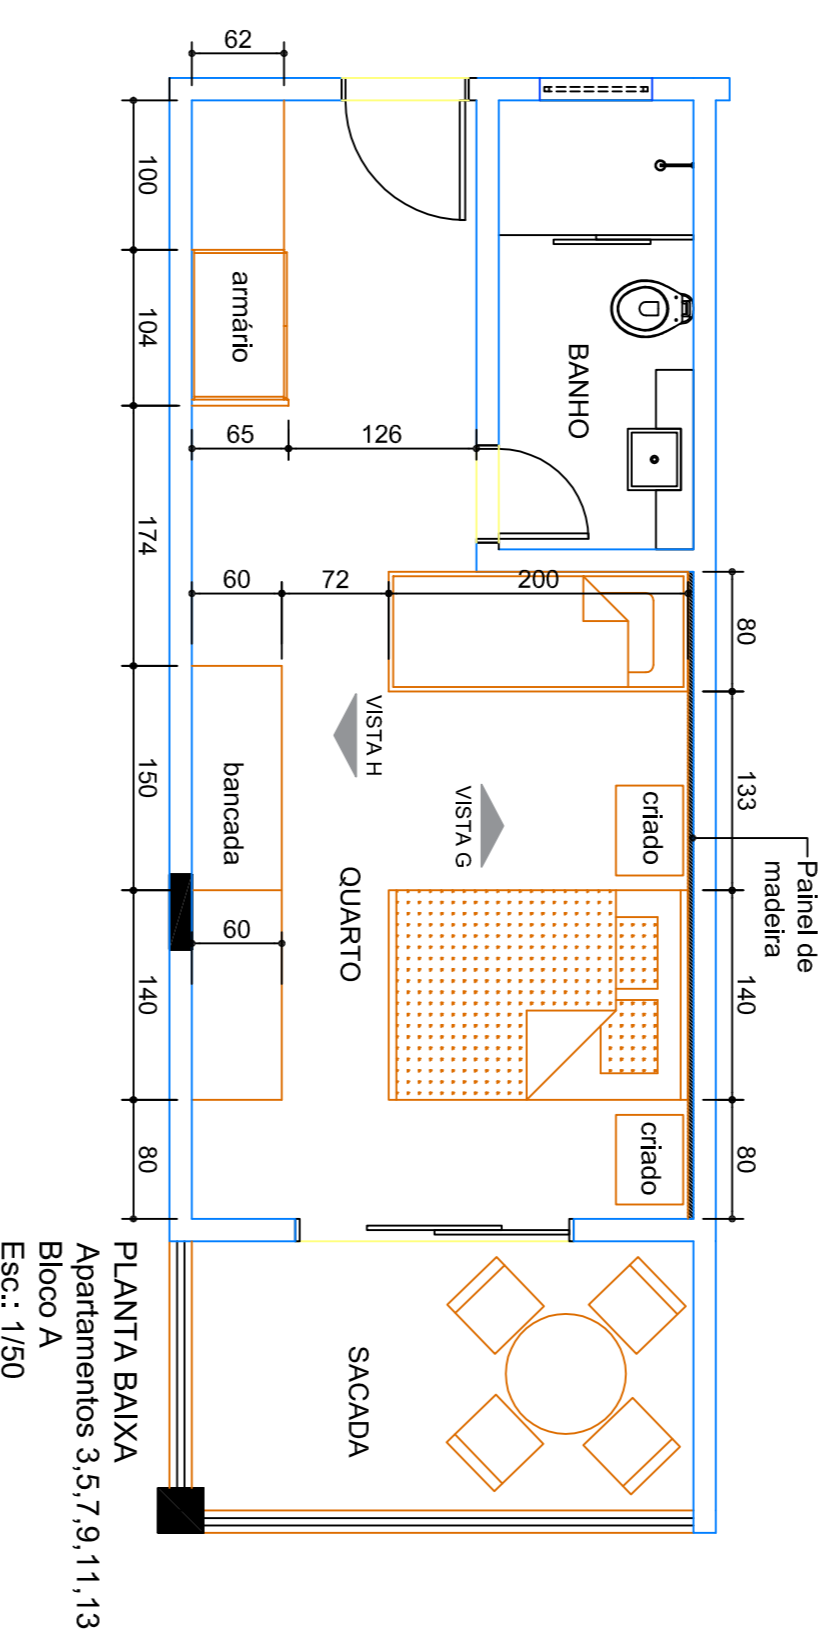 62
100
104
174
150
140
80
armário
65
126
60
72
200
BANHO
80
133
140
80
VISTA H
VISTA G
bancada
60
QUARTO
criado
criado
Painel de
madeira
SACADA
PLANTA BAIXA
Apartamentos 3,5,7,9,11,13
Bloco A
Esc.: 1/50